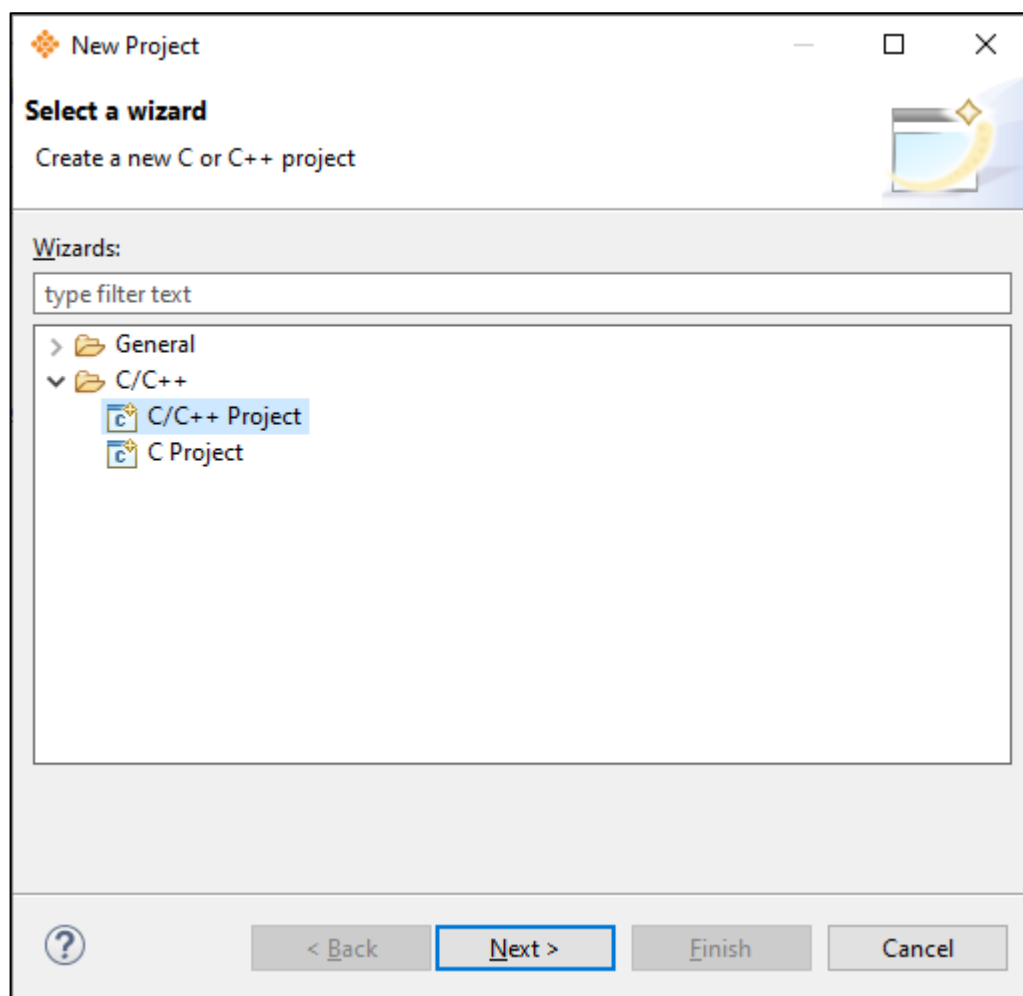 New Project
Select a wizard
Create a new C or C++ project
Wizards:
type filter text
General
C/C++
C/C++ Project
C Project
< Back Next > Finish Cancel